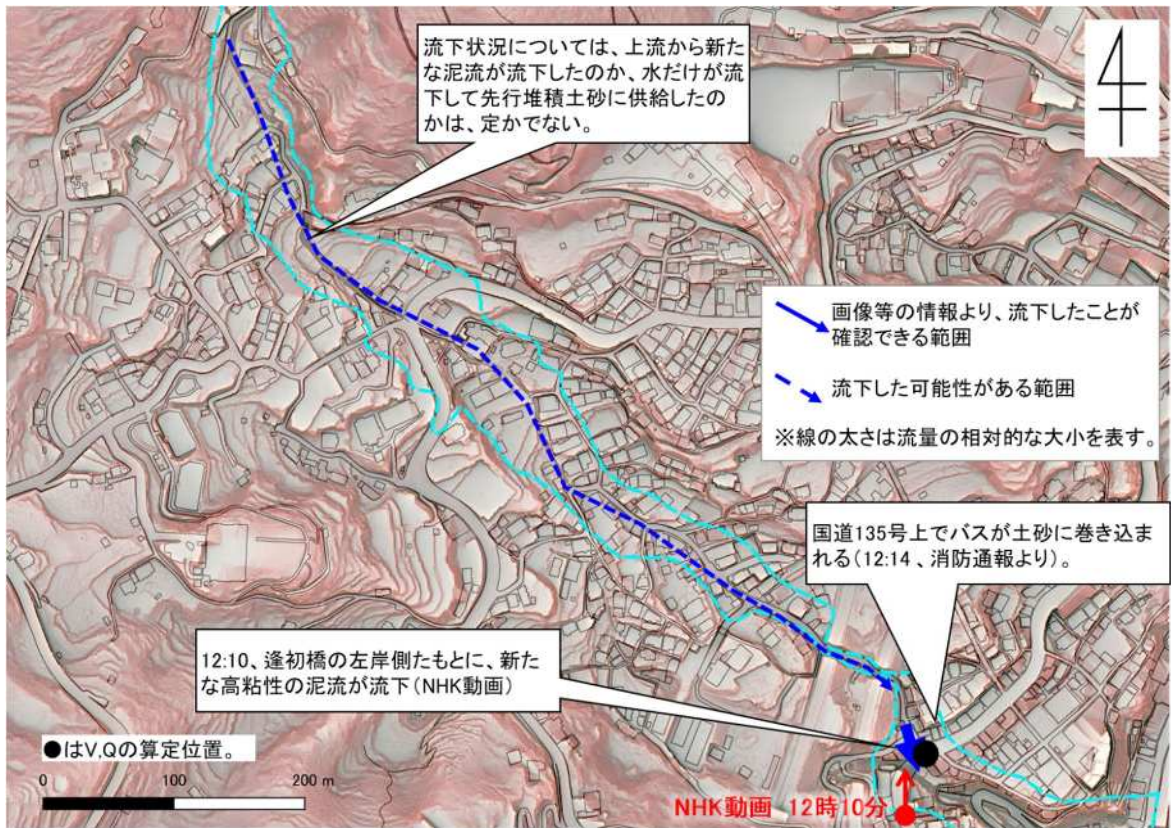 流下状況については、上流から新た
な泥流が流下したのか、水だけが流
下して先行堆積土砂に供給したの
かは、定かでない。
画像等の情報より、流下したことが
確認できる範囲
流下した可能性がある範囲
※線の太さは流量の相対的な大小を表す。
国道135号上でバスが土砂に巻き込ま
れる(12:14 、消防通報より)。
12:10、逢初橋の左岸側たもとに、新た
な高粘性の泥流が流下(NHK動画)
●はV,Qの算定位置。
0 100 200 m
NHK動画 12時10分